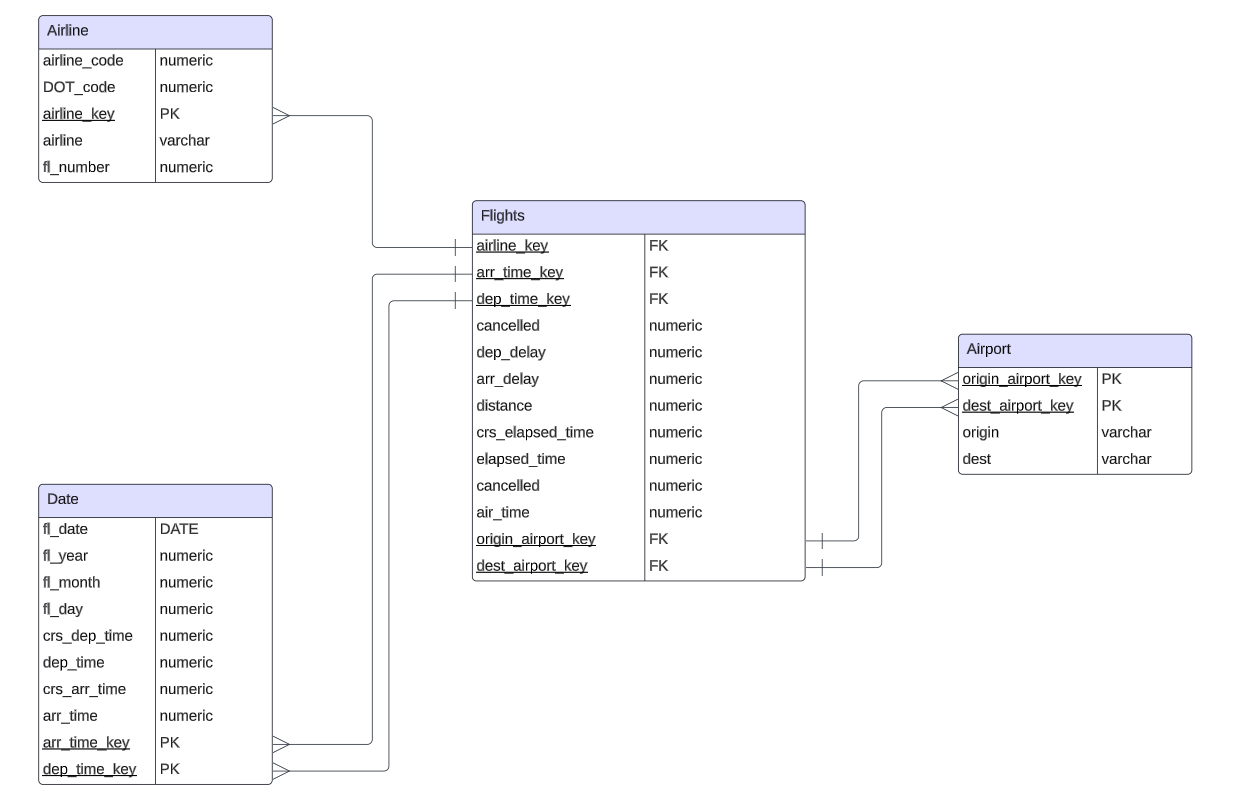 Airline
airline_code numeric
DOT_code numeric
airline_key PK
airline varchar
fl_number numeric
Flights
airline_key FK
arr_time_key FK
dep_time_key FK
cancelled numeric
dep_delay numeric
arr_delay numeric
distance numeric
crs_elapsed_time numeric
elapsed_time numeric
cancelled numeric
air_time numeric
origin_airport_key FK
dest_airport_key FK
Airport
origin_airport_key PK
dest_airport_key PK
origin varchar
dest varchar
Date
fl_date DATE
fl_year numeric
fl_month numeric
fl_day numeric
crs_dep_time numeric
dep_time numeric
crs_arr_time numeric
arr_time numeric
arr_time_key PK
dep_time_key PK